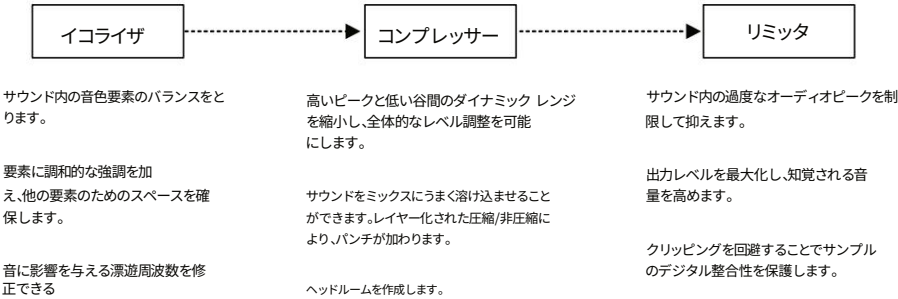 イコライザ
コンプレッサー
リミッタ
サウンド内の音色要素のバランスをと
ります。
要素に調和的な強調を加
え、他の要素のためのスペースを確
保します。
音に影響を与える漂遊周波数を修
正できる
高いピークと低い谷間のダイナミック レンジ
を縮小し、全体的なレベル調整を可能
にします。
サウンドをミックスにうまく溶け込ませること
ができます。レイヤー化された圧縮/非圧縮に
より、パンチが加わります。
ヘッドルームを作成します。
サウンド内の過度なオーディオピークを制
限して抑えます。
出力レベルを最大化し、知覚される音
量を高めます。
クリッピングを回避することでサンプル
のデジタル整合性を保護します。